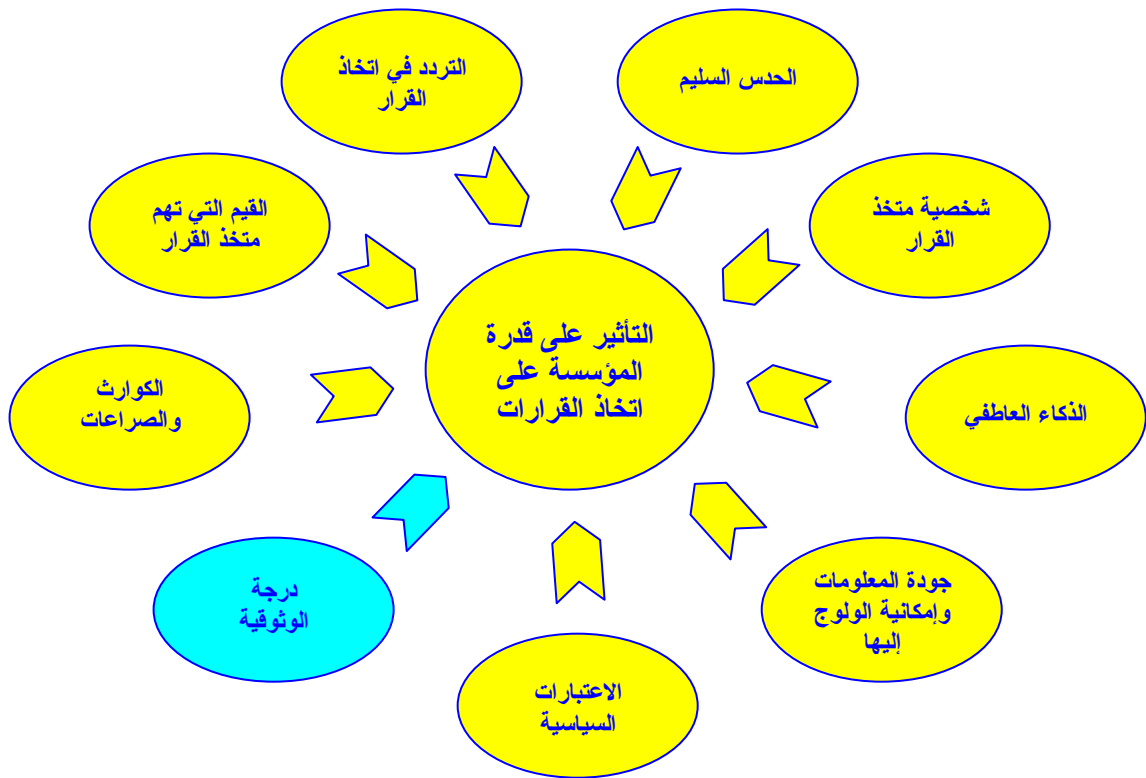 الحدس السليم
التردد في اتخاذ
القرار
شخصية متخذ
القرار
القيم التي تهم
متخذ القرار
التأثير على قدرة
المؤسسة على
اتخاذ القرارات
الذكاء العاطفي
الكوارث
والصراعات
جودة المعلومات
وإمكانية الولوج
إليها
درجة
الوثوقية
الاعتبارات
السياسية